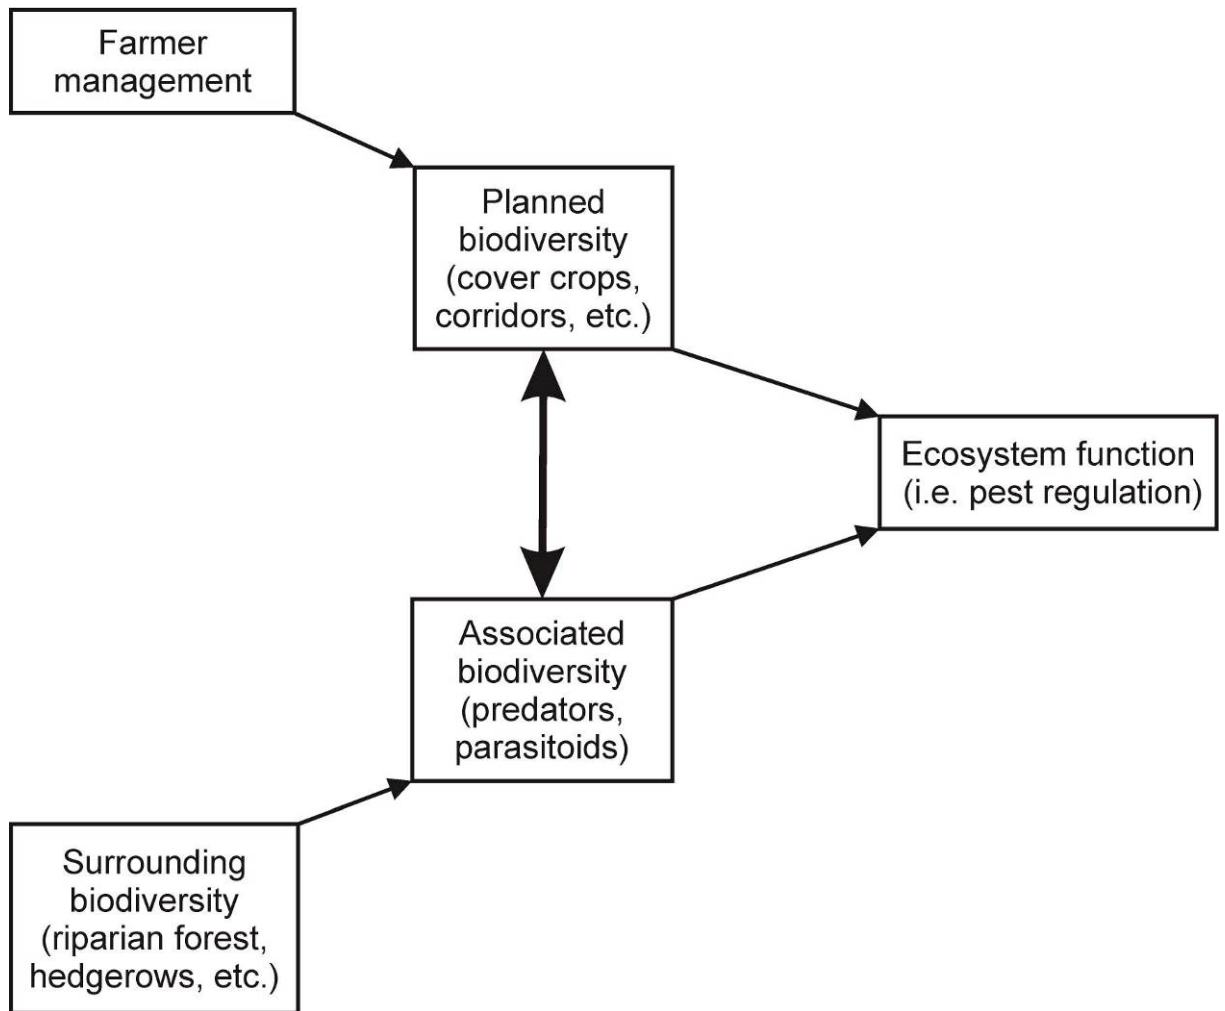 Farmer
management
Planned
biodiversity
(cover crops,
corridors, etc.)
Ecosystem function
(i.e. pest regulation)
Associated
biodiversity
(predators,
parasitoids)
Surrounding
biodiversity
(riparian forest,
hedgerows, etc.)